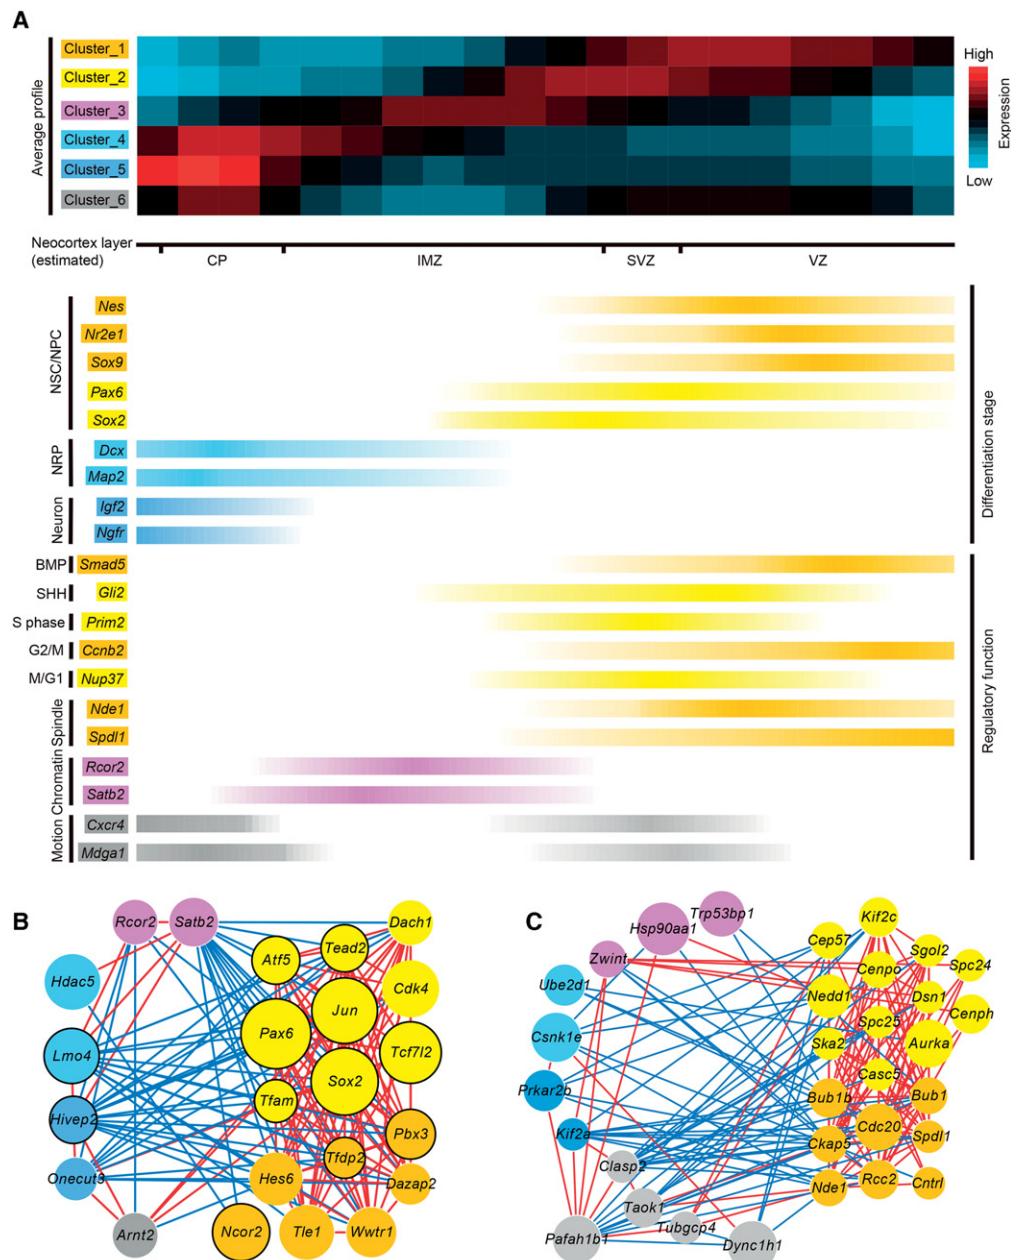 A
Average profile
Cluster_1
Cluster_2
Cluster_3
Cluster_4
Cluster_5
Cluster_6
High
Expression
Low
Neocortex layer
(estimated)
CP
IMZ
SVZ
VZ
NSC/NPC
Nes
Nr2e1
Sox9
Pax6
Sox2
NRP
Dcx
Map2
Neuron
Igf2
Ngfr
Differentiation stage
BMP
Smad5
SHH
Gli2
S phase
Prim2
G2/M
Ccnb2
M/G1
Nup37
Spindle
Nde1
Spdl1
Chromatin
Rcor2
Satb2
Motion
Cxcr4
Mdga1
Regulatory function
B
Rcor2
Satb2
Dach1
Tead2
Atf5
Hdac5
Cdk4
Jun
Pax6
Lmo4
Tcf7l2
Sox2
Tfam
Hivep2
Pbx3
Tfdp2
Onecut3
Hes6
Dazap2
Arnt2
Ncor2
Tle1
Wwtr1
C
Trp53bp1
Hsp90aa1
Kif2c
Cep57
Sgol2
Zwint
Cenpo
Spc24
Ube2d1
Nedd1
Dsn1
Cenph
Spc25
Csnk1e
Ska2
Aurka
Casc5
Prkar2b
Bub1b
Bub1
Cdc20
Kif2a
Ckap5
Spdl1
Clasp2
Nde1
Rcc2
Cntrl
Taok1
Tubgcp4
Pafah1b1
Dync1h1